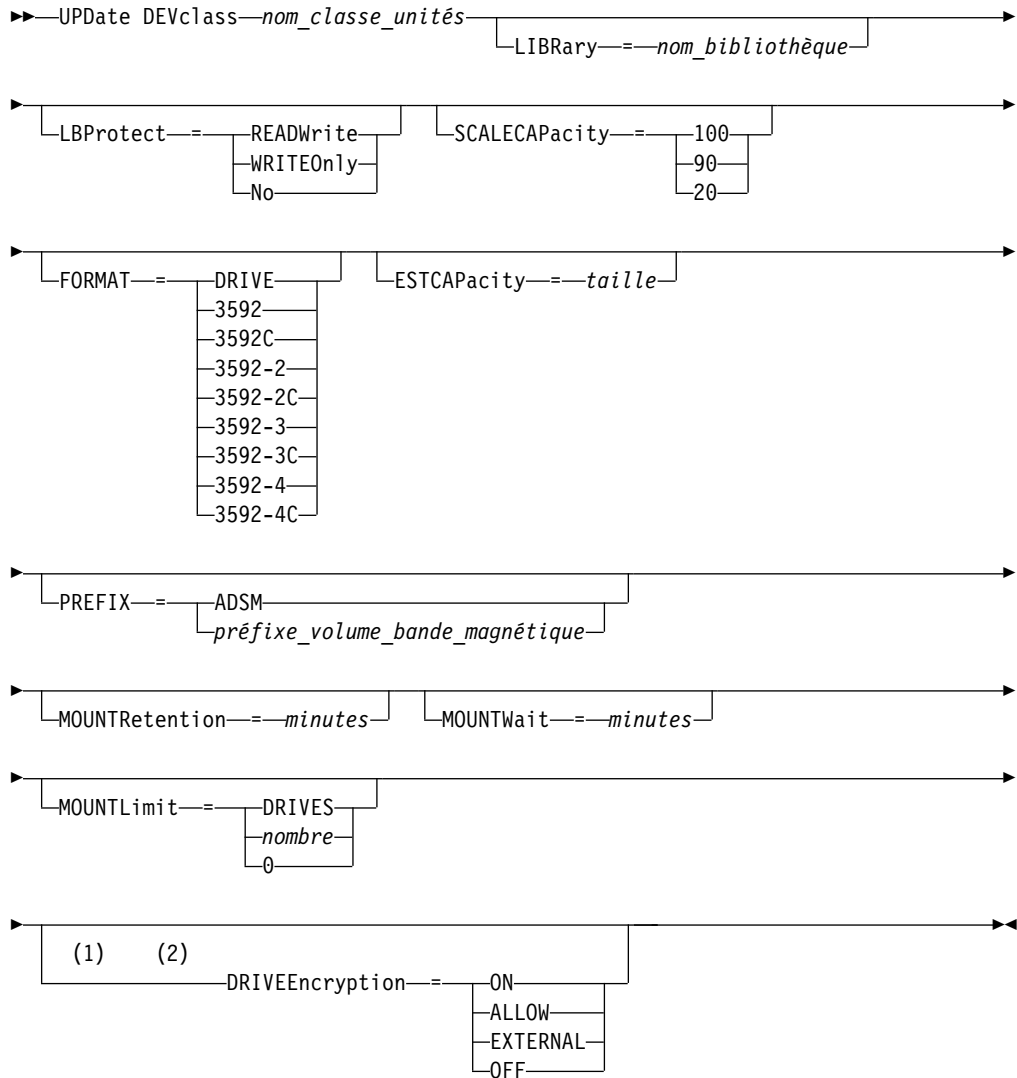 UPDate DEVclass nom_classe_unités
LIBRary = nom_bibliothèque
LBProtect = READWrite SCALECAPacity = 100
WRITEOnly 90
No 20
FORMAT = DRIVE ESTCAPacity = taille
3592
3592C
3592-2
3592-2C
3592-3
3592-3C
3592-4
3592-4C
PREFIX = ADSM
préfixe_volume_bande_magnétique
MOUNTRetention = minutes MOUNTWait = minutes
MOUNTLimit = DRIVES
nombre
0
(1) (2)
DRIVEEncryption = ON
ALLOW
EXTERNAL
OFF